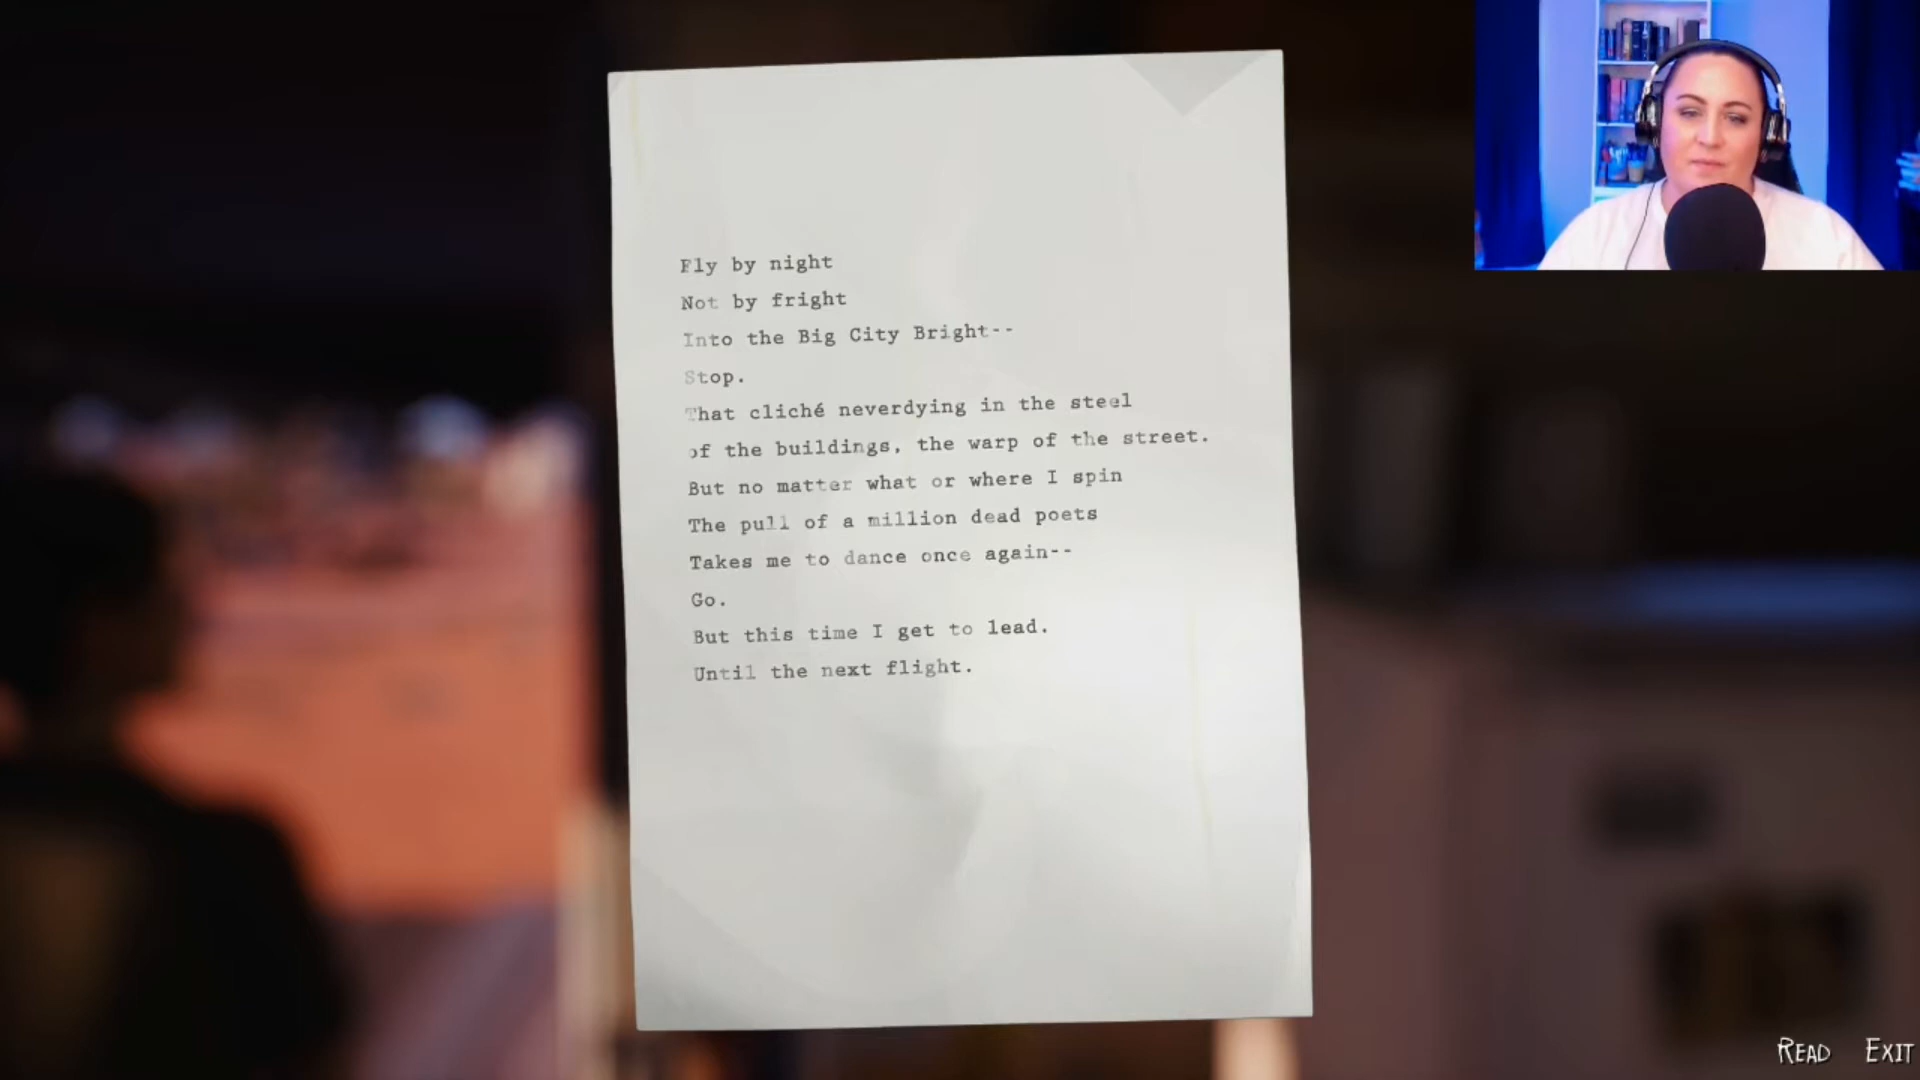 Fly by night
Not by fright
Into the Big City Bright--
Stop.
That cliché neverdying in the steel
of the buildings, the warp of the street.
But no matter what or where I spin
The pull of a million dead poets
Takes me to dance once again--
Go.
But this time I get to lead.
Until the next flight.
READ EXIT